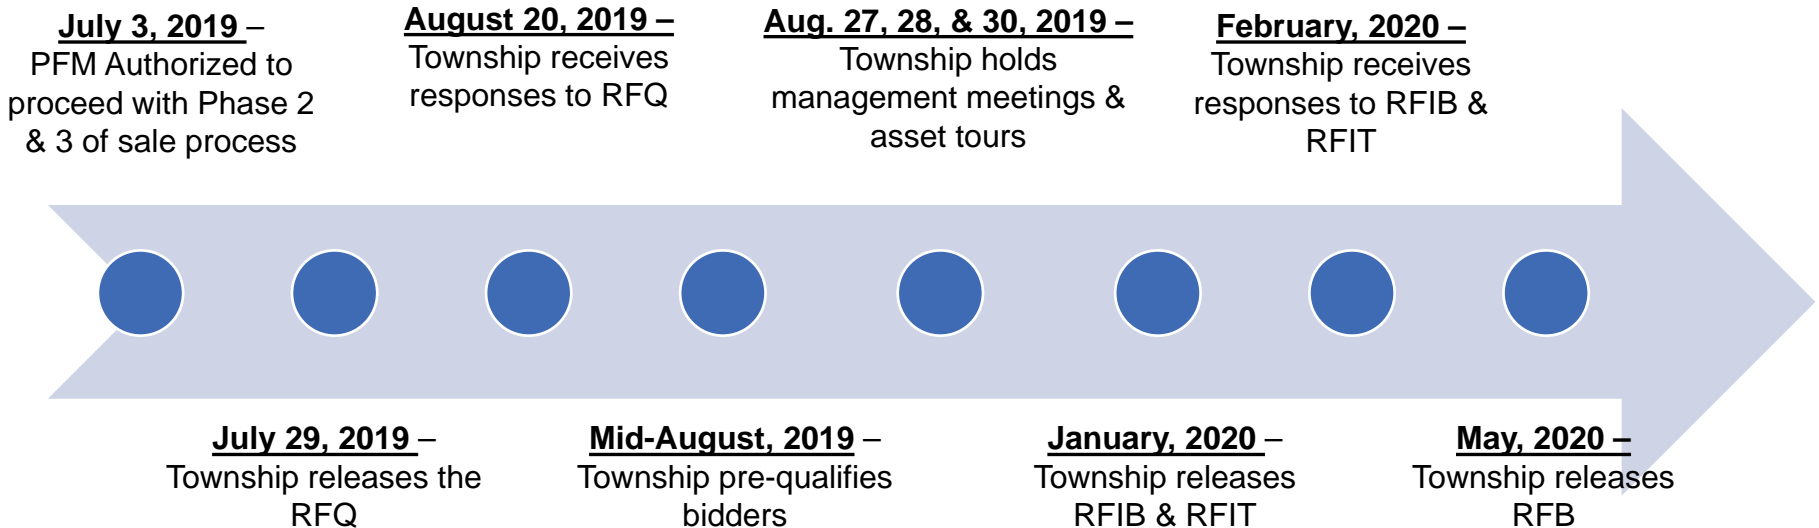 July 3, 2019 –
PFM Authorized to
proceed with Phase 2
& 3 of sale process
August 20, 2019 –
Township receives
responses to RFQ
Aug. 27, 28, & 30, 2019 –
Township holds
management meetings &
asset tours
February, 2020 –
Township receives
responses to RFIB &
RFIT
July 29, 2019 –
Township releases the
RFQ
Mid-August, 2019 –
Township pre-qualifies
bidders
January, 2020 –
Township releases
RFIB & RFIT
May, 2020 –
Township releases
RFB